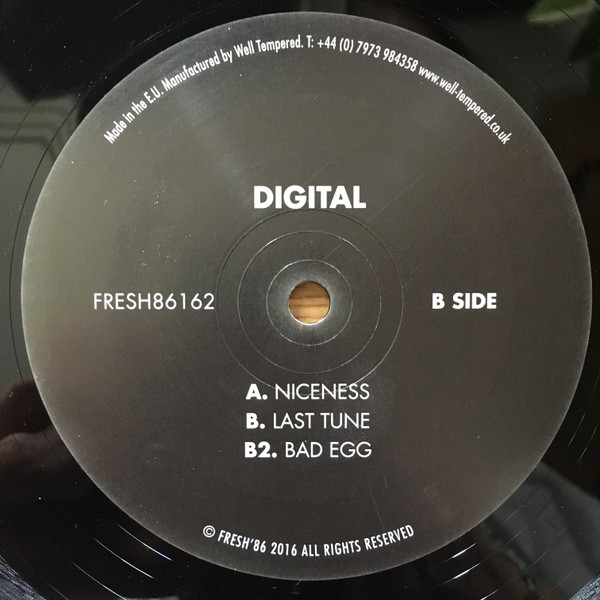 Made in the E.U. Manufactured by Well Tempered. T: +44 (0) 7973 984358 www.well-tempered.co.uk
DIGITAL
FRESH86162
B SIDE
A. NICENESS
B. LAST TUNE
B2. BAD EGG
© FRESH'86 2016 ALL RIGHTS RESERVED